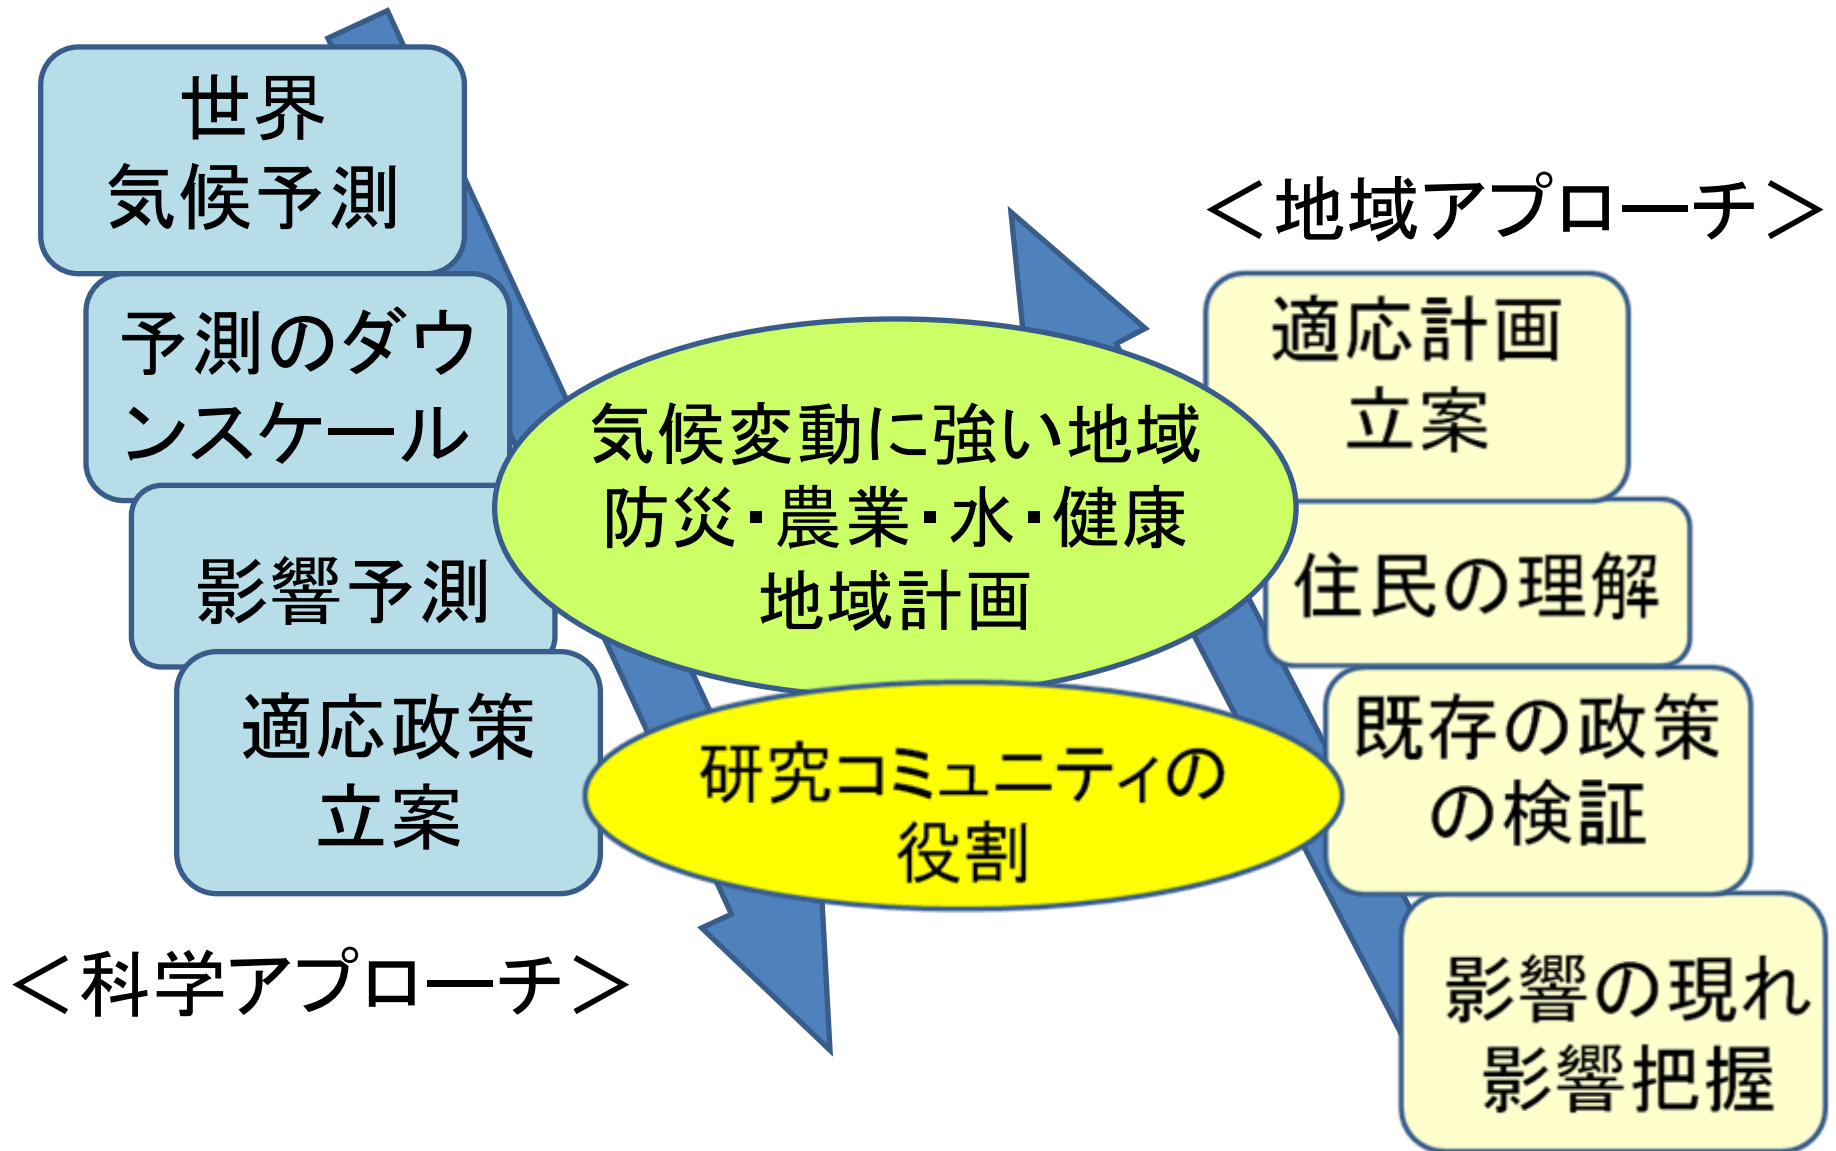 世界
気候予測
予測のダウ
ンスケール
影響予測
適応政策
立案
＜科学アプローチ＞
気候変動に強い地域
防災・農業・水・健康
地域計画
研究コミュニティの
役割
＜地域アプローチ＞
適応計画
立案
住民の理解
既存の政策
の検証
影響の現れ
影響把握